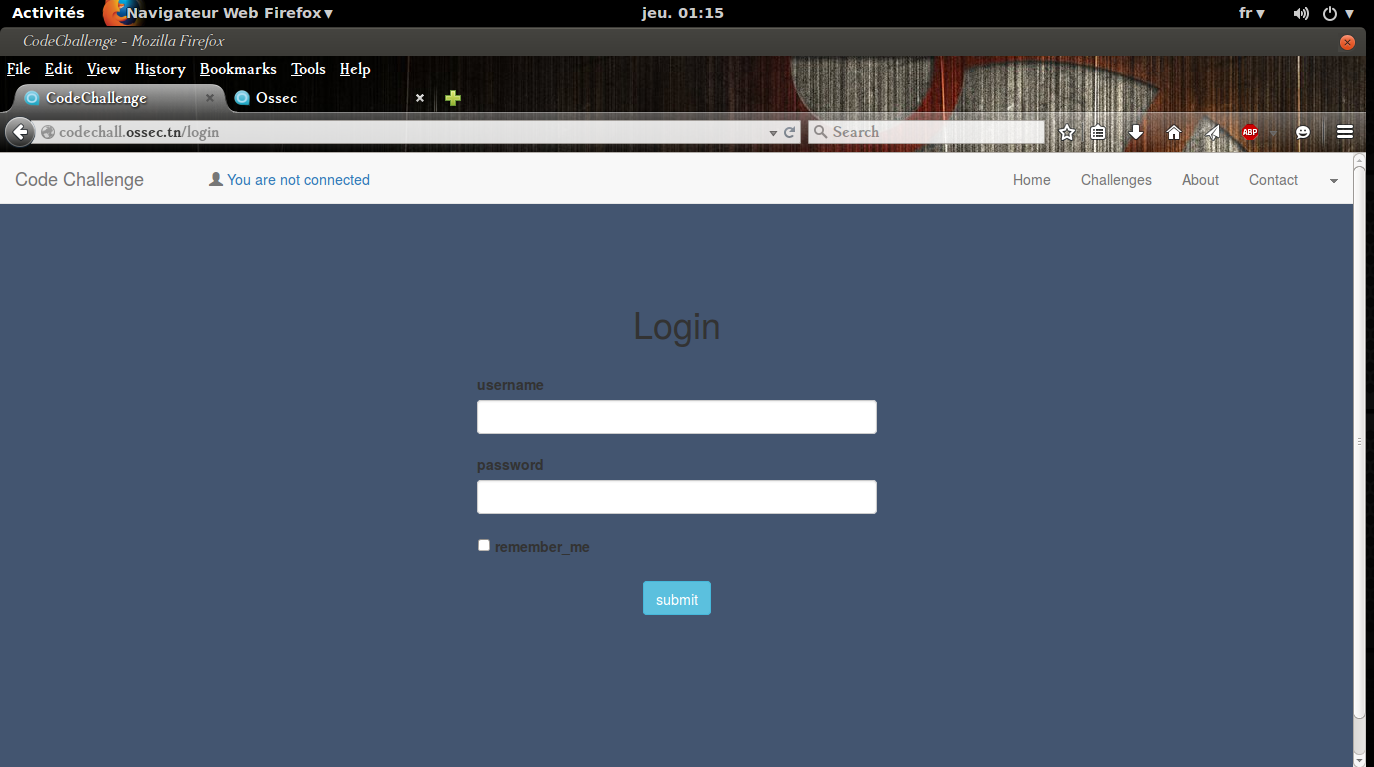 Activités Navigateur Web Firefox jeu. 01:15 fr
CodeChallenge - Mozilla Firefox
File Edit View History Bookmarks Tools Help
CodeChallenge Ossec
codechall.ossec.tn/login Search ABP
Code Challenge You are not connected Home Challenges About Contact
Login
username
password
remember_me
submit